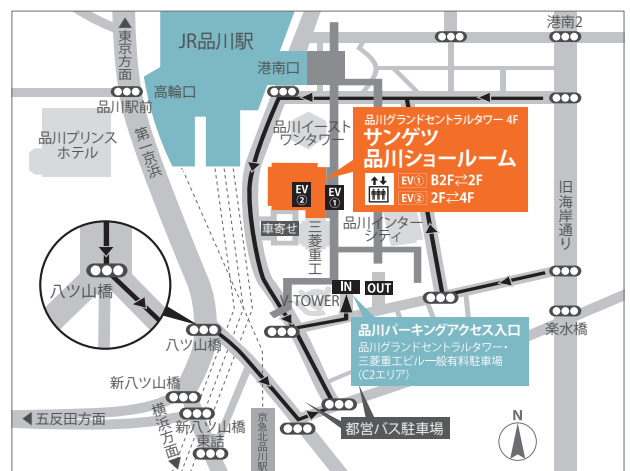 港南2
JR品川駅
東京方面
港南口
高輪口
品川駅前
品川プリンス
ホテル
第一京浜
品川イースト
ワンタワー
品川グランドセントラルタワー 4F
サンゲツ
品川ショールーム
EV① B2F⇄2F
EV② 2F⇄4F
EV
②
EV
①
旧海岸通り
車寄せ
三菱重工
品川インター
シティ
八ツ山橋
V-TOWER
IN
OUT
品川パーキングアクセス入口
品川グランドセントラルタワー・
三菱重工ビル一般有料駐車場
(C2エリア)
楽水橋
八ツ山橋
新八ツ山橋
五反田方面
横浜方面
新八ツ山橋
東詰
京急北品川駅
都営バス駐車場
N